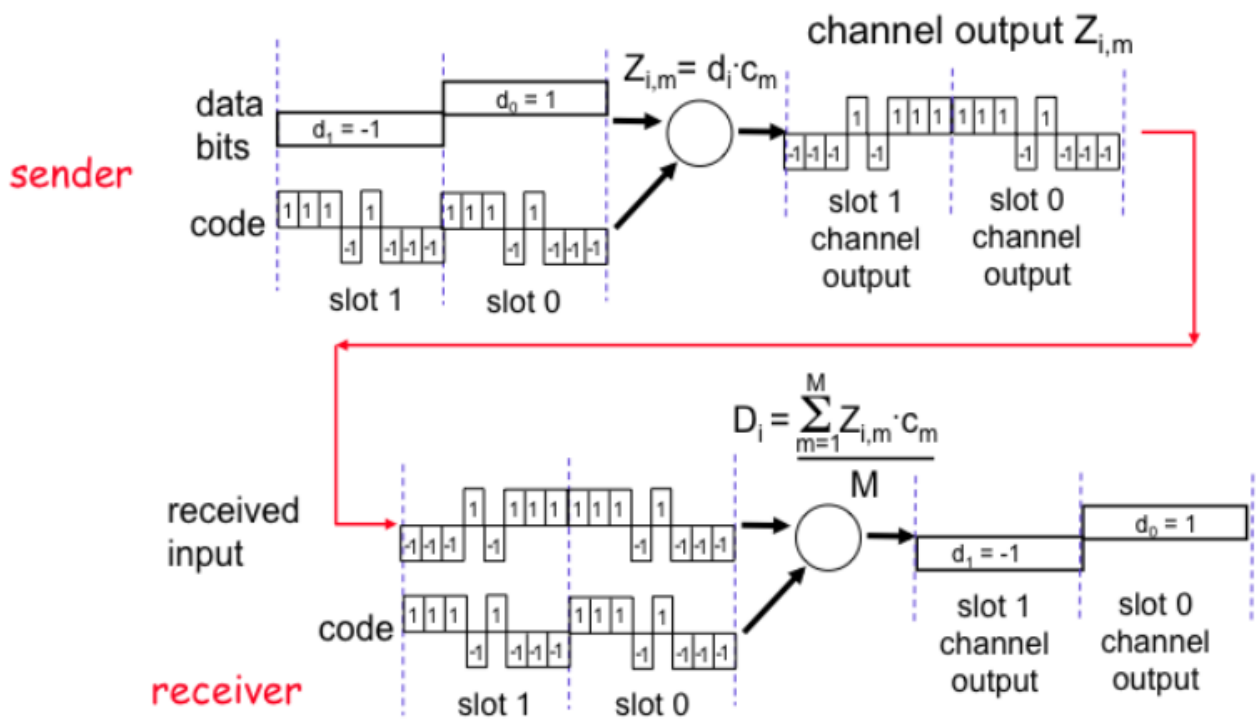 channel output Z_{i,m}
Z_{i,m} = d_i·c_m
data
bits
d_1 = -1
d_0 = 1
sender
code
1 1 1 -1 1 -1 -1 -1
1 1 1 -1 1 -1 -1 -1
slot 1
slot 0
-1 -1 -1 1 -1 1 1 1
1 1 1 -1 1 -1 -1 -1
slot 1
channel
output
slot 0
channel
output
D_i = Σ_{m=1}^{M} Z_{i,m}·c_m
M
received
input
-1 -1 -1 1 -1 1 1 1
1 1 1 -1 1 -1 -1 -1
code
1 1 1 -1 1 -1 -1 -1
1 1 1 -1 1 -1 -1 -1
receiver
slot 1
slot 0
d_1 = -1
d_0 = 1
slot 1
channel
output
slot 0
channel
output